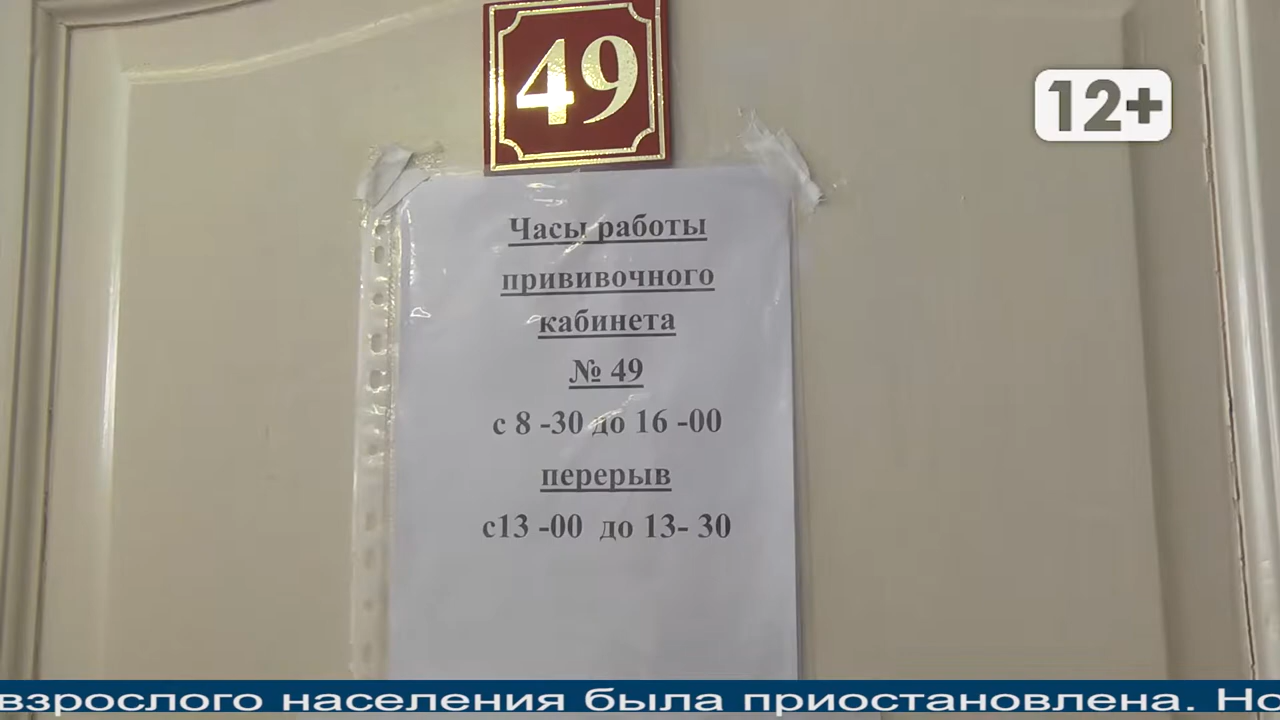 49
12+
Часы работы
прививочного
кабинета
№ 49
с 8 -30 до 16 -00
перерыв
с13 -00 до 13- 30
взрослого населения была приостановлена. Но